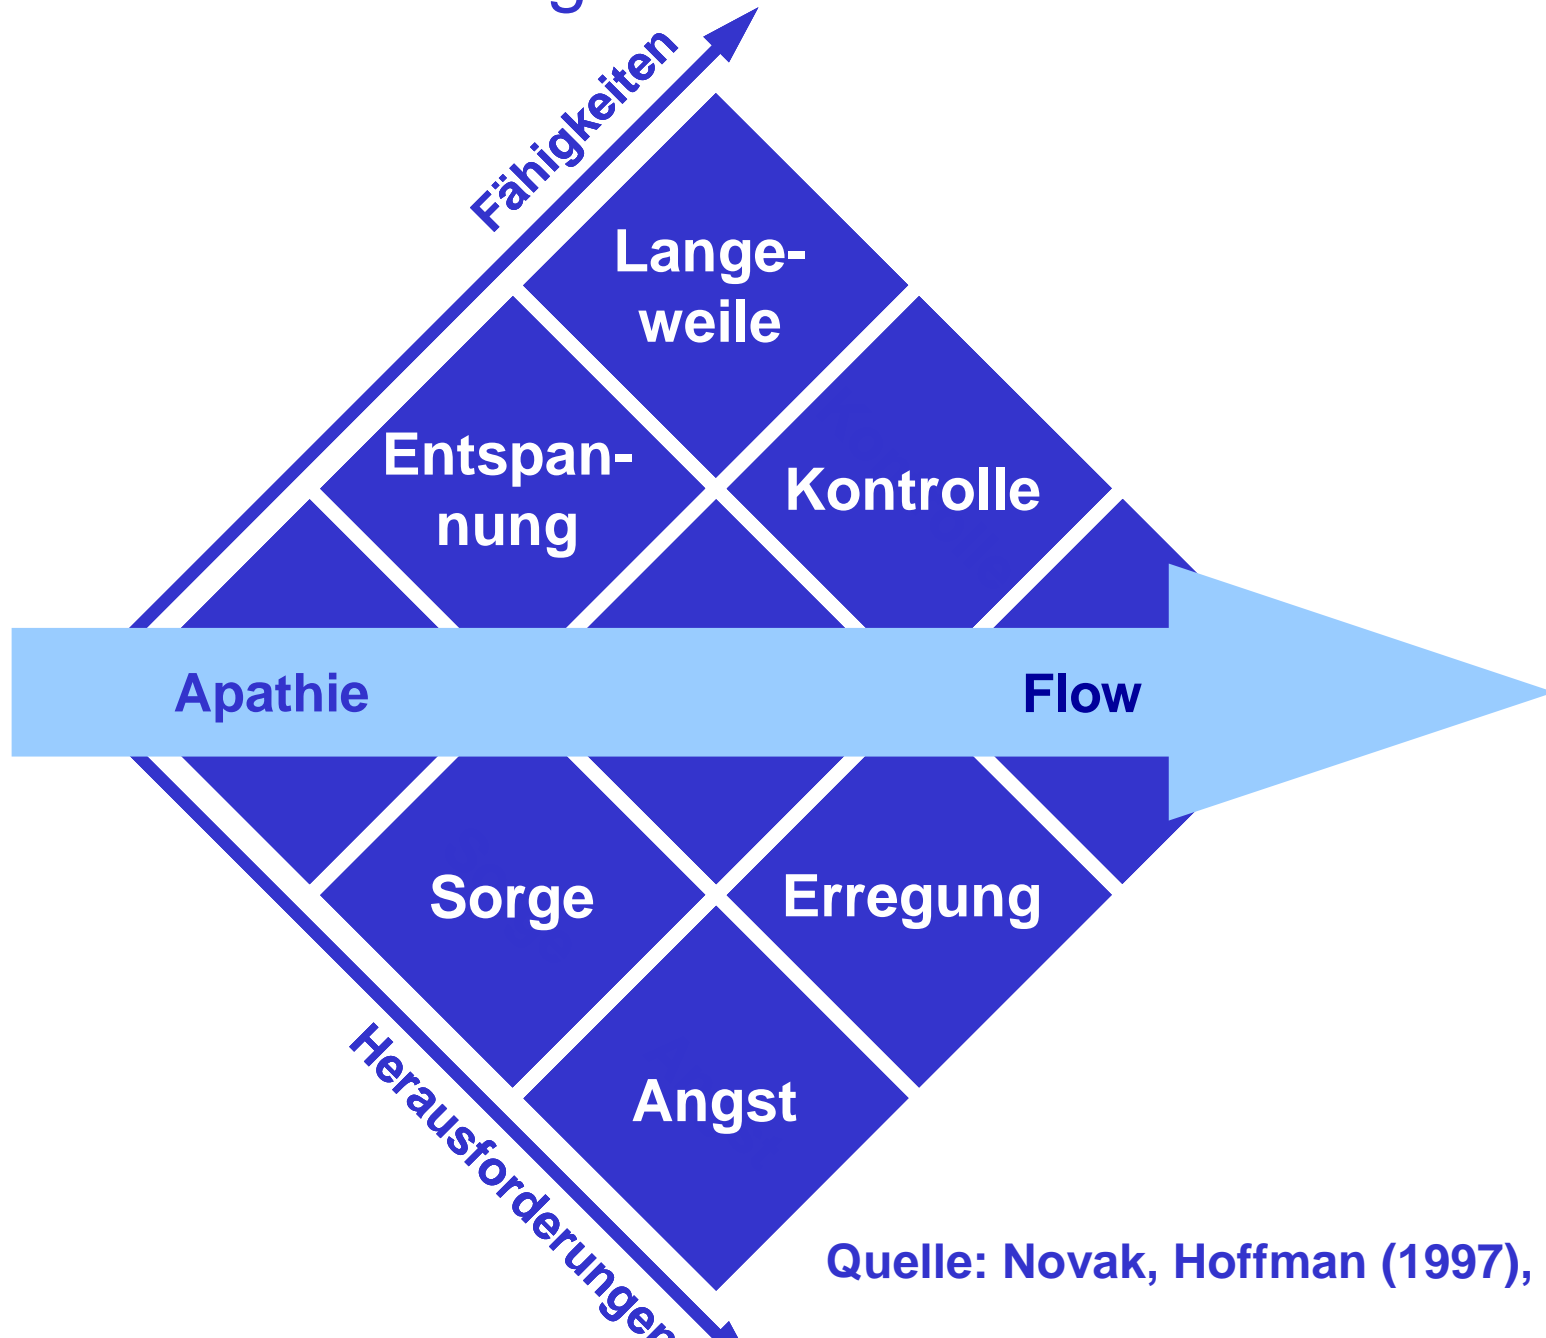 Fähigkeiten
Lange-
weile
Entspan-
nung
Kontrolle
Apathie
Flow
Sorge
Erregung
Angst
Herausforderungen
Quelle: Novak, Hoffman (1997),